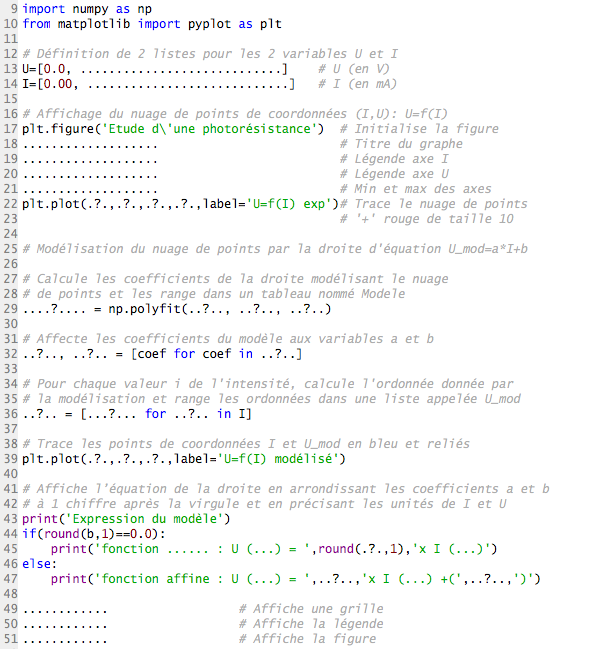 9 import numpy as np
10 from matplotlib import pyplot as plt
11
12 # Définition de 2 listes pour les 2 variables U et I
13 U=[0.0, ...........................]    # U (en V)
14 I=[0.00, ...........................]   # I (en mA)
15
16 # Affichage du nuage de points de coordonnées (I,U): U=f(I)
17 plt.figure('Etude d\'une photorésistance')  # Initialise la figure
18 ..................                        # Titre du graphe
19 ..................                        # Légende axe I
20 ..................                        # Légende axe U
21 ..................                        # Min et max des axes
22 plt.plot(.?.,.?.,.?.,.?.,label='U=f(I) exp')# Trace le nuage de points
23                                           # '+' rouge de taille 10
24
25 # Modélisation du nuage de points par la droite d'équation U_mod=a*I+b
26
27 # Calcule les coefficients de la droite modélisant le nuage
28 # de points et les range dans un tableau nommé Modele
29 ....?.... = np.polyfit(..?.., ..?.., ..?..)
30
31 # Affecte les coefficients du modèle aux variables a et b
32 ..?.., ..?.. = [coef for coef in ..?..]
33
34 # Pour chaque valeur i de l'intensité, calcule l'ordonnée donnée par
35 # la modélisation et range les ordonnées dans une liste appelée U_mod
36 ..?.. = [...?... for ..?.. in I]
37
38 # Trace les points de coordonnées I et U_mod en bleu et reliés
39 plt.plot(.?.,.?.,.?.,label='U=f(I) modélisé')
40
41 # Affiche l'équation de la droite en arrondissant les coefficients a et b
42 # à 1 chiffre après la virgule et en précisant les unités de I et U
43 print('Expression du modèle')
44 if(round(b,1)==0.0):
45     print('fonction ...... : U (...) = ',round(.?.,1),'x I (...)')
46 else:
47     print('fonction affine : U (...) = ',..?..,'x I (...) +(',..?..,')')
48
49 ............                 # Affiche une grille
50 ............                 # Affiche la légende
51 ............                 # Affiche la figure